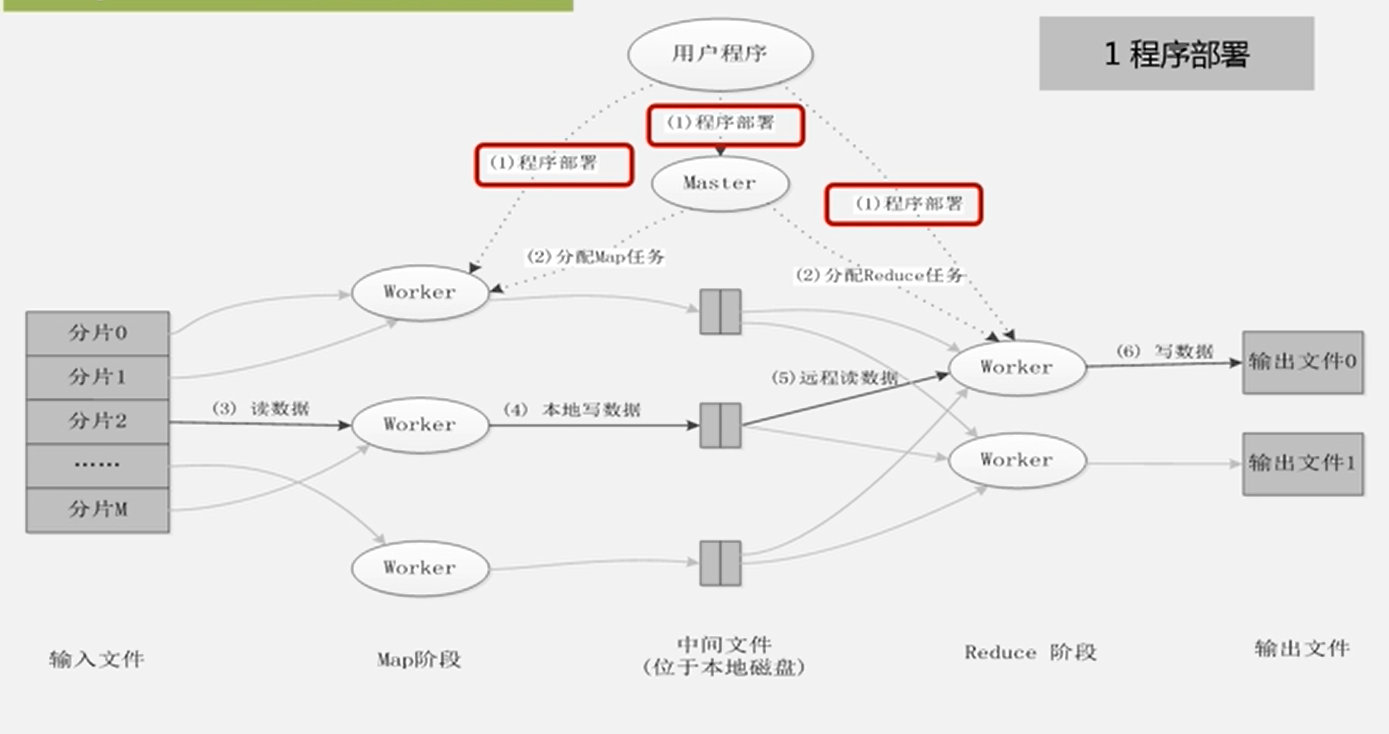 用户程序
1 程序部署
(1)程序部署
(1)程序部署
Master
(1)程序部署
(2)分配Map任务
(2)分配Reduce任务
Worker
分片0
分片1
分片2
……
分片M
(3) 读数据
Worker
(4) 本地写数据
Worker
(5)远程读数据
Worker
(6) 写数据
输出文件0
Worker
输出文件1
输入文件
Map阶段
中间文件
(位于本地磁盘)
Reduce 阶段
输出文件